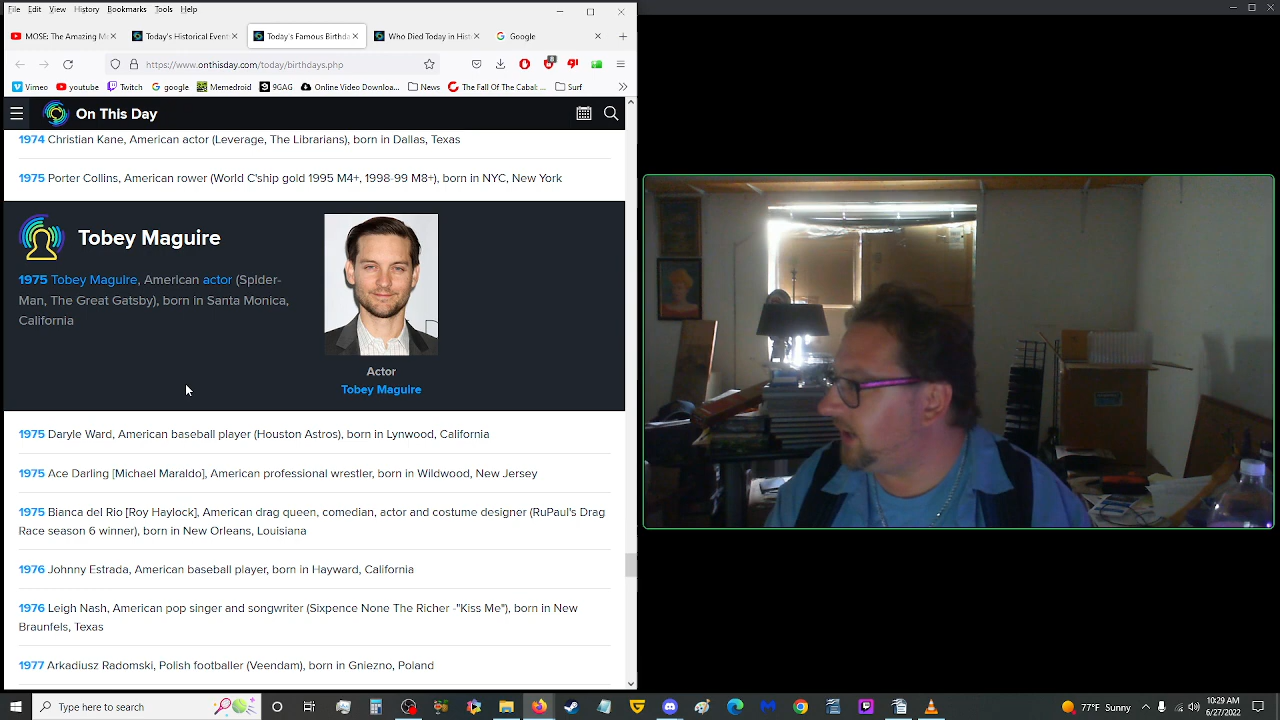 File Edit View History Bookmarks Tools Help
MOSE: The Amazing M Today's Historical Event Today's Famous Birthda Who Died Today in Hist Google
https://www.onthisday.com/today/birthdays.php
Vimeo youtube Twitch google Memedroid 9GAG Online Video Downloa... News The Fall Of The Cabal: ... Surf
On This Day
1974 Christian Kane, American actor (Leverage, The Librarians), born in Dallas, Texas
1975 Porter Collins, American rower (World C'ship gold 1995 M4+, 1998-99 M8+), born in NYC, New York
Tobey Maguire
1975 Tobey Maguire, American actor (Spider-
Man, The Great Gatsby), born in Santa Monica,
California
Actor
Tobey Maguire
1975 Daryle Ward, American baseball player (Houston Astros), born in Lynwood, California
1975 Ace Darling [Michael Maraldo], American professional wrestler, born in Wildwood, New Jersey
1975 Bianca del Rio [Roy Haylock], American drag queen, comedian, actor and costume designer (RuPaul's Drag
Race season 6 winner), born in New Orleans, Louisiana
1976 Johnny Estrada, American baseball player, born in Hayward, California
1976 Leigh Nash, American pop singer and songwriter (Sixpence None The Richer -"Kiss Me"), born in New
Braunfels, Texas
1977 Arkadiusz Radomski, Polish footballer (Veendam), born in Gniezno, Poland
Type here to search
77°F Sunny
10:29 AM
6/27/2022